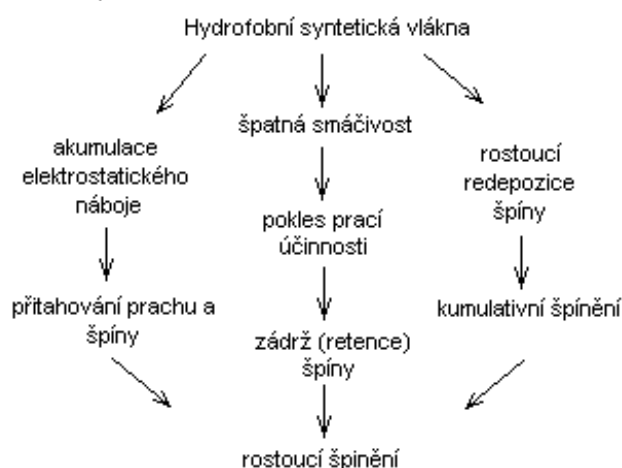 Hydrofobní syntetická vlákna
akumulace
elektrostatického
náboje
přitahování prachu a
špíny
špatná smáčivost
pokles prací
účinnosti
zádrž (retence)
špíny
rostoucí
redepozice
špíny
kumulativní špínění
rostoucí špinění